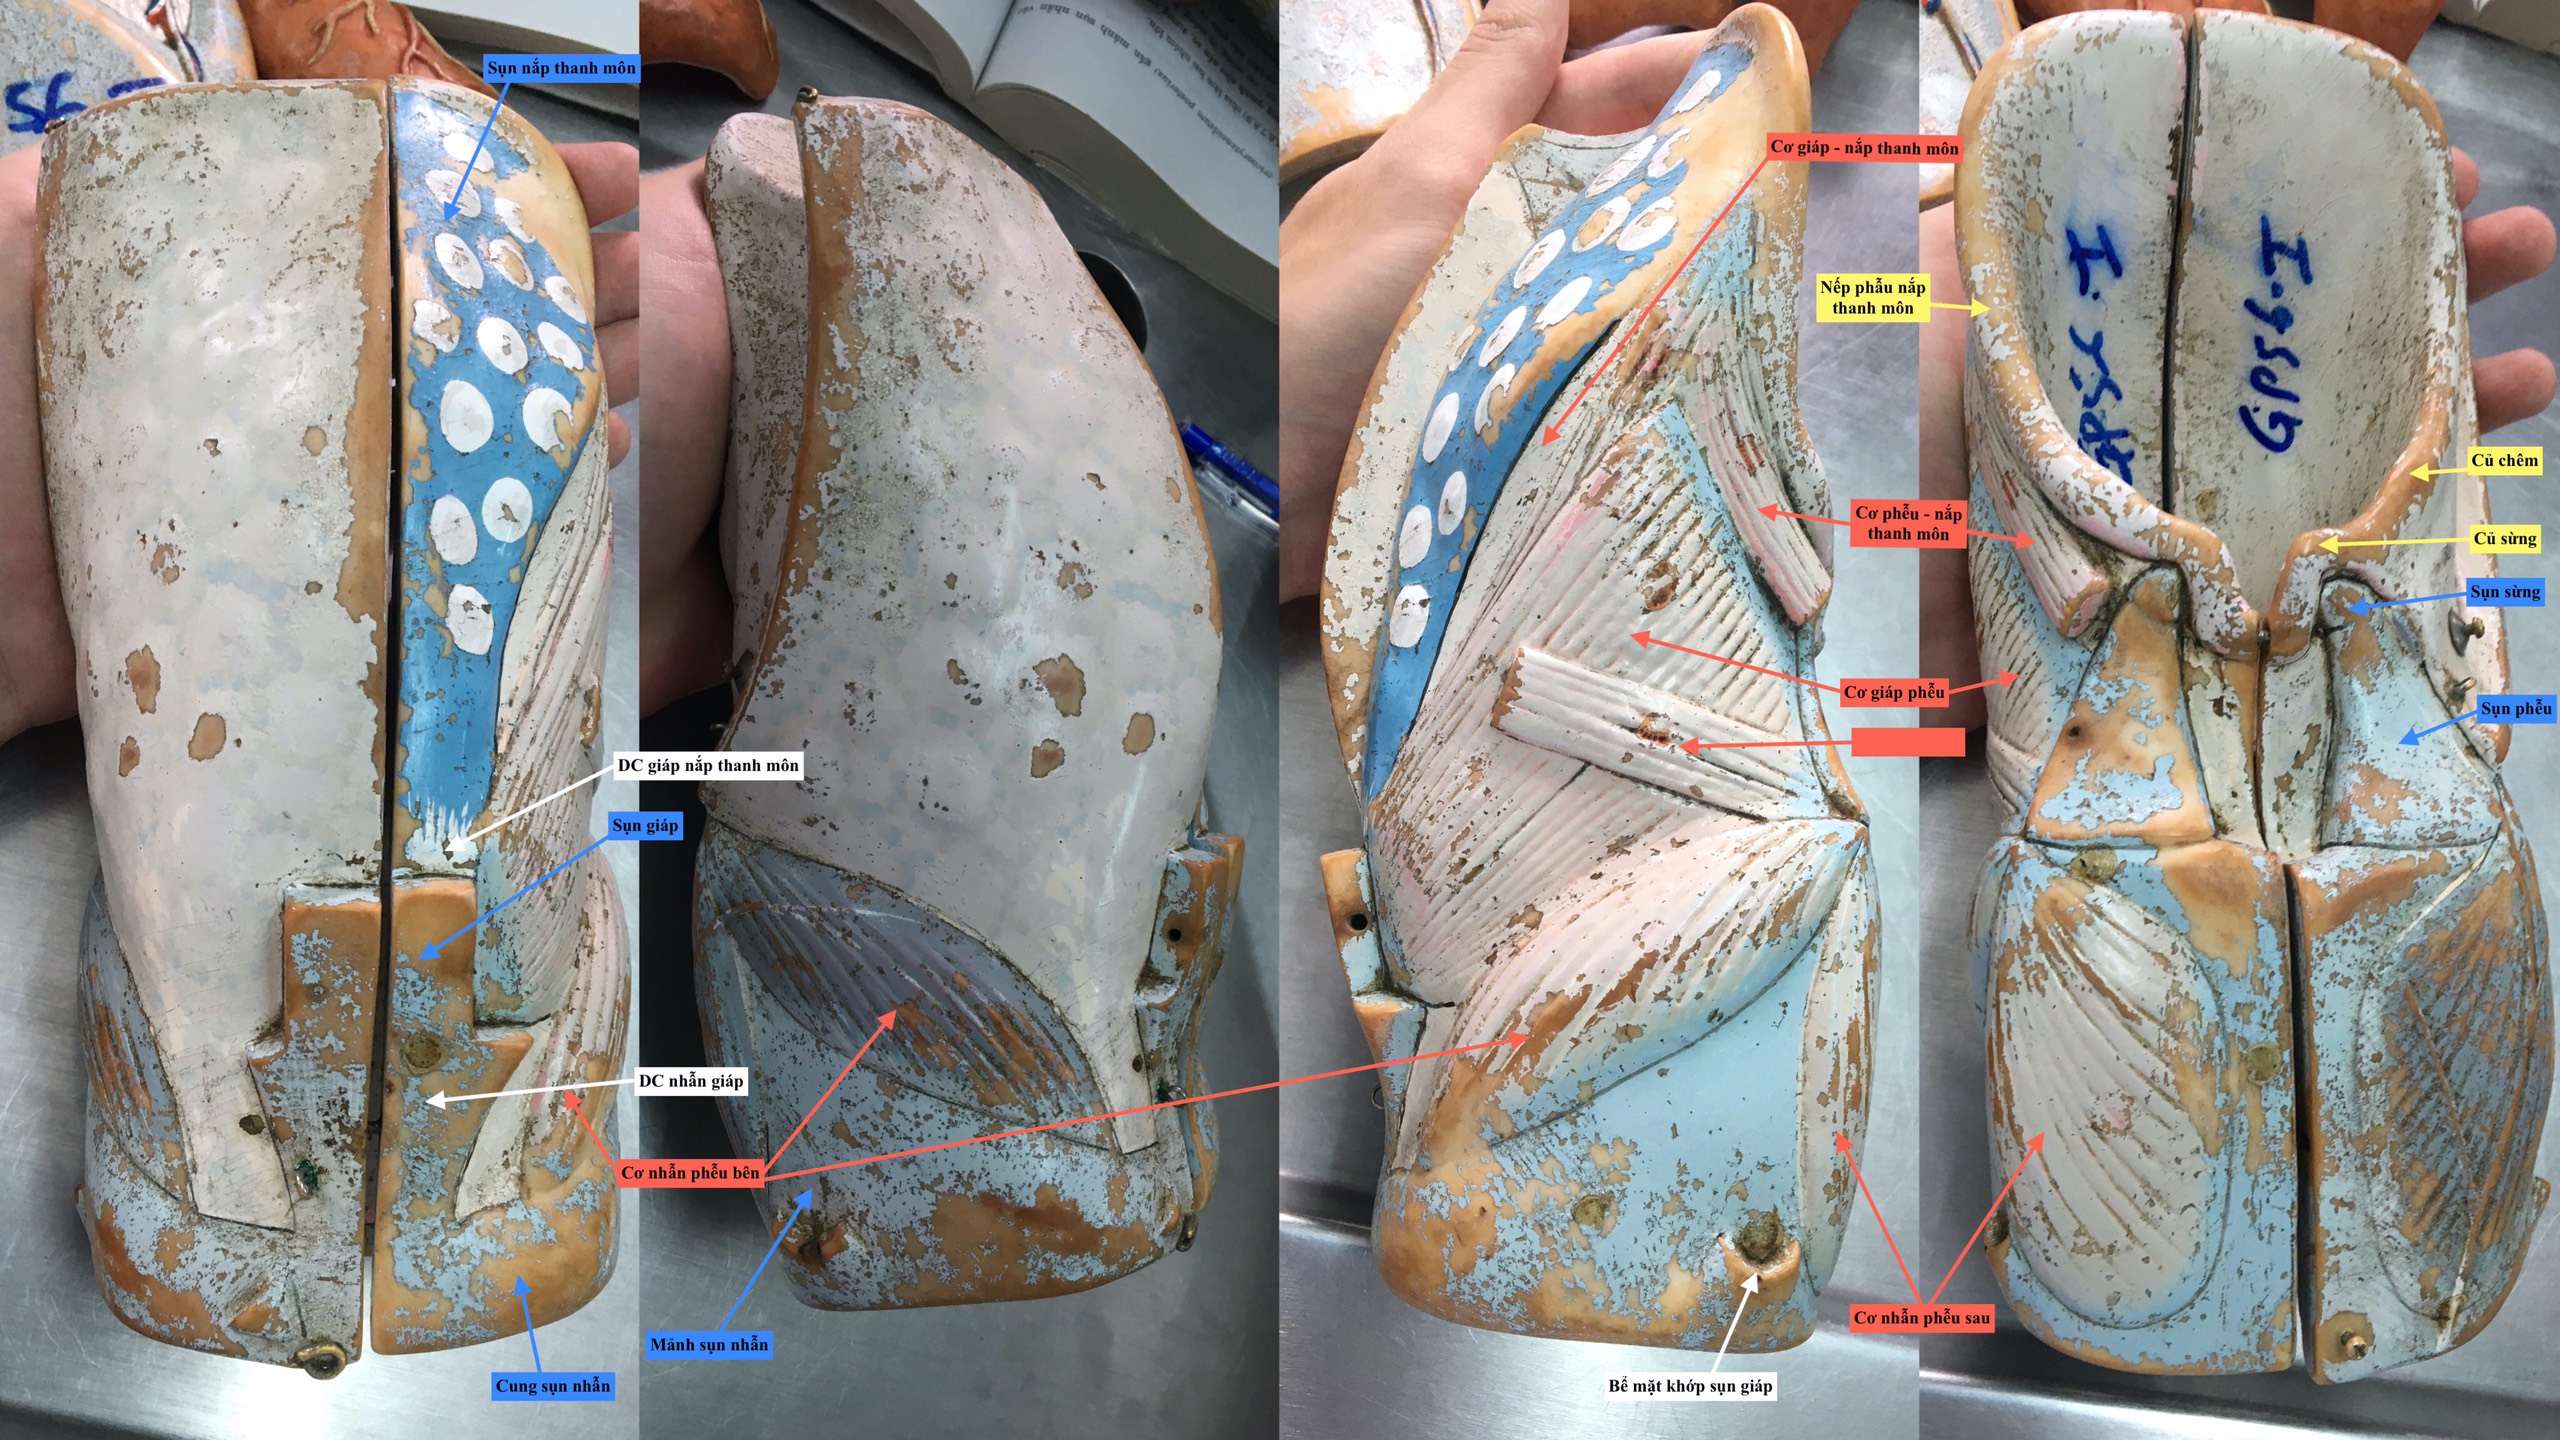 Sụn nắp thanh môn
DC giáp nắp thanh môn
Sụn giáp
DC nhẫn giáp
Cơ nhẫn phễu bên
Mảnh sụn nhẫn
Cung sụn nhẫn
Cơ giáp - nắp thanh môn
Nếp phễu nắp
thanh môn
Cơ phễu - nắp
thanh môn
Cơ giáp phễu
Cơ nhẫn phễu sau
Bể mặt khớp sụn giáp
Củ chêm
Củ sừng
Sụn sừng
Sụn phễu
GP56.I
GP56.I